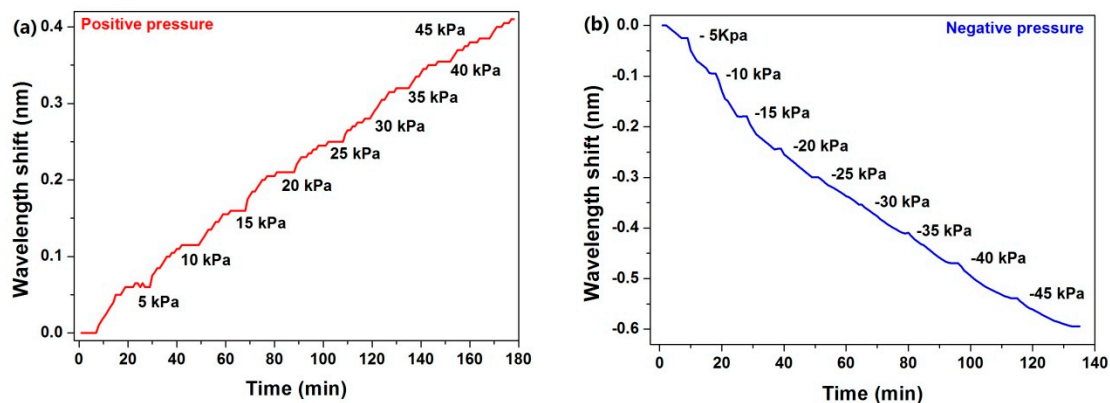 (a)
Positive pressure
Wavelength shift (nm)
0.4
0.3
0.2
0.1
0.0
45 kPa
40 kPa
35 kPa
30 kPa
25 kPa
20 kPa
15 kPa
10 kPa
5 kPa
0 20 40 60 80 100 120 140 160 180
Time (min)
(b)
Negative pressure
Wavelength shift (nm)
0.0
-0.1
-0.2
-0.3
-0.4
-0.5
-0.6
- 5Kpa
-10 kPa
-15 kPa
-20 kPa
-25 kPa
-30 kPa
-35 kPa
-40 kPa
-45 kPa
0 20 40 60 80 100 120 140
Time (min)